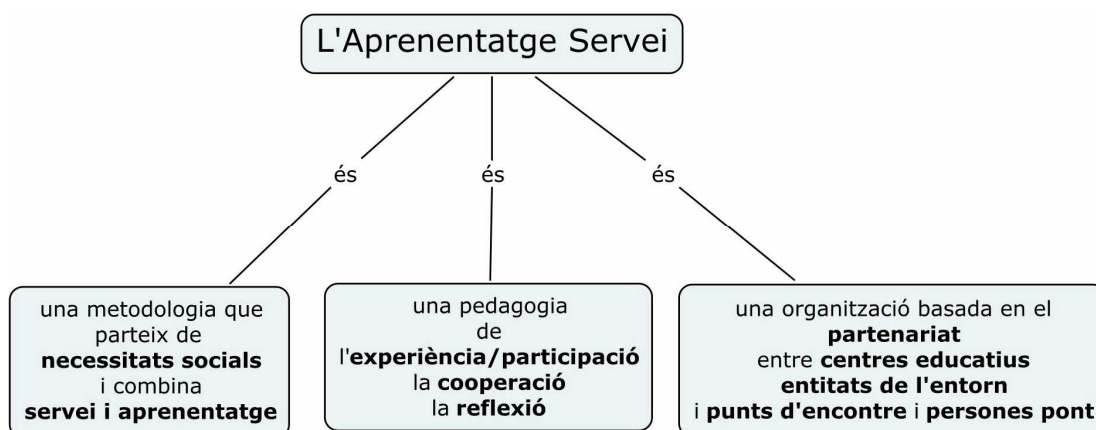 L'Aprenentatge Servei
és
és
és
una metodologia que
parteix de
necessitats socials
i combina
servei i aprenentatge
una pedagogia
de
l'experiència/participació
la cooperació
la reflexió
una organització basada en el
partenariat
entre centres educatius
entitats de l'entorn
i punts d'encontre i persones pont